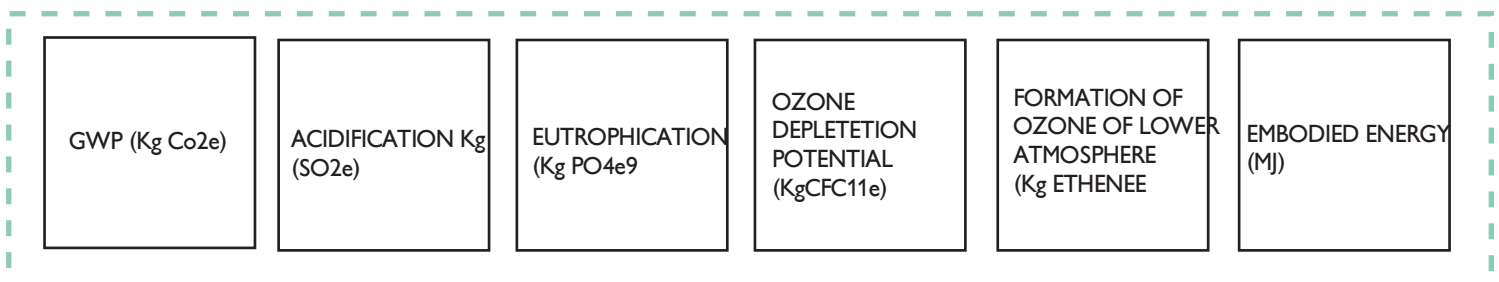 GWP (Kg Co2e)
ACIDIFICATION Kg
(SO2e)
EUTROPHICATION
(Kg PO4e9
OZONE
DEPLETETION
POTENTIAL
(KgCFC11e)
FORMATION OF
OZONE OF LOWER
ATMOSPHERE
(Kg ETHENEE
EMBODIED ENERGY
(MJ)